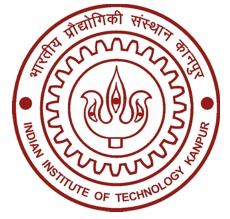 भारतीय प्रौद्योगिकी संस्थान कानपुर
INDIAN INSTITUTE OF TECHNOLOGY KANPUR